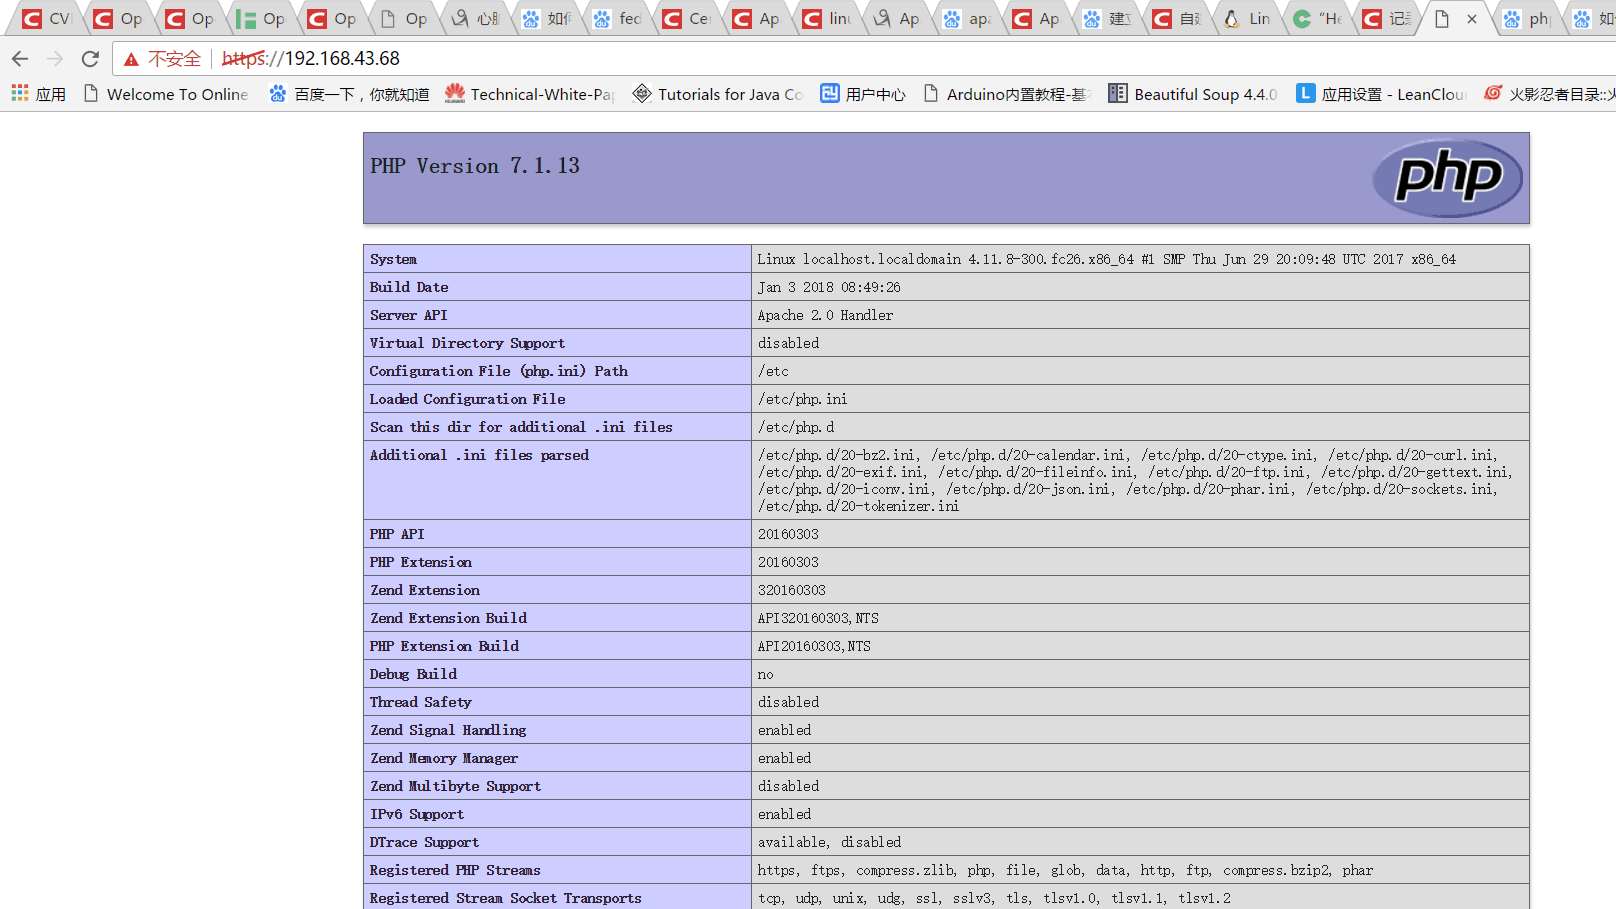 CV Op Op Op Op Op 心脏 如何 fed Cer Ap linu Ap apa Ap 建立 自建 Lin “He 记录 php 如
不安全 https://192.168.43.68
应用 Welcome To Online 百度一下，你就知道 Technical-White-Pap Tutorials for Java Co 用户中心 Arduino内置教程-基 Beautiful Soup 4.4.0 应用设置 - LeanClou 火影忍者目录::火
PHP Version 7.1.13 php
System Linux localhost.localdomain 4.11.8-300.fc26.x86_64 #1 SMP Thu Jun 29 20:09:48 UTC 2017 x86_64
Build Date Jan 3 2018 08:49:26
Server API Apache 2.0 Handler
Virtual Directory Support disabled
Configuration File (php.ini) Path /etc
Loaded Configuration File /etc/php.ini
Scan this dir for additional .ini files /etc/php.d
Additional .ini files parsed /etc/php.d/20-bz2.ini, /etc/php.d/20-calendar.ini, /etc/php.d/20-ctype.ini, /etc/php.d/20-curl.ini,
/etc/php.d/20-exif.ini, /etc/php.d/20-fileinfo.ini, /etc/php.d/20-ftp.ini, /etc/php.d/20-gettext.ini,
/etc/php.d/20-iconv.ini, /etc/php.d/20-json.ini, /etc/php.d/20-phar.ini, /etc/php.d/20-sockets.ini,
/etc/php.d/20-tokenizer.ini
PHP API 20160303
PHP Extension 20160303
Zend Extension 320160303
Zend Extension Build API320160303,NTS
PHP Extension Build API20160303,NTS
Debug Build no
Thread Safety disabled
Zend Signal Handling enabled
Zend Memory Manager enabled
Zend Multibyte Support disabled
IPv6 Support enabled
DTrace Support available, disabled
Registered PHP Streams https, ftps, compress.zlib, php, file, glob, data, http, ftp, compress.bzip2, phar
Registered Stream Socket Transports tcp, udp, unix, udg, ssl, sslv3, tls, tlsv1.0, tlsv1.1, tlsv1.2